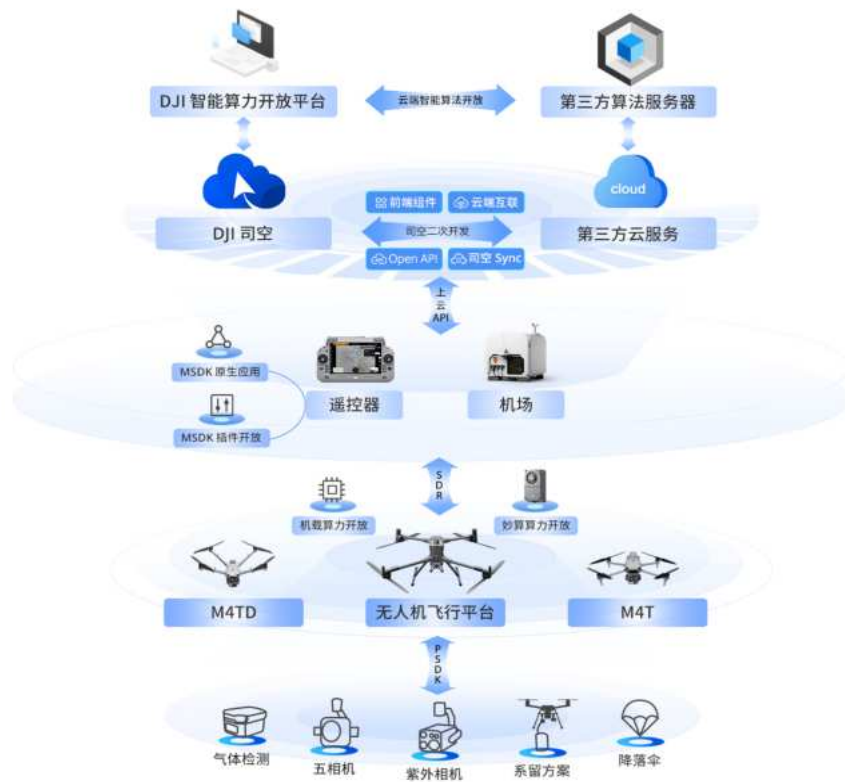 DJI 智能算力开放平台
云端智能算法开放
第三方算法服务器
cloud
前端组件
云端互联
DJI 司空
司空二次开发
第三方云服务
Open API
司空 Sync
上云 API
MSDK 原生应用
遥控器
机场
MSDK 插件开放
SDR
机载算力开放
妙算算力开放
M4TD
无人机飞行平台
M4T
PSDK
气体检测
五相机
紫外相机
系留方案
降落伞